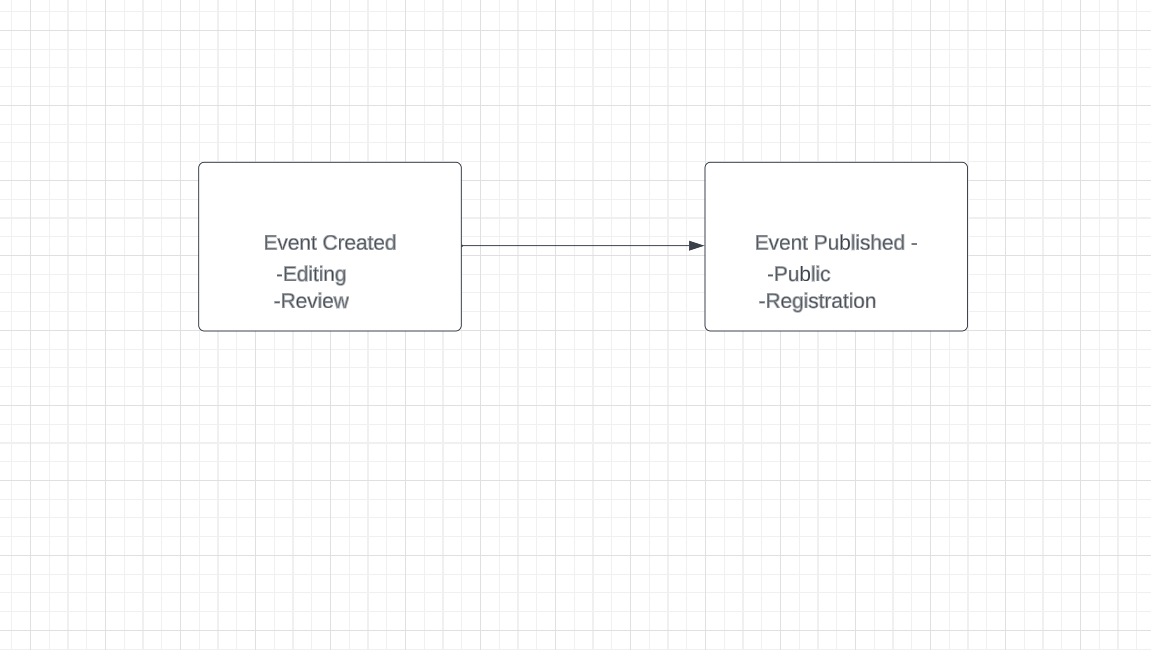 Event Created
-Editing
-Review
Event Published -
-Public
-Registration